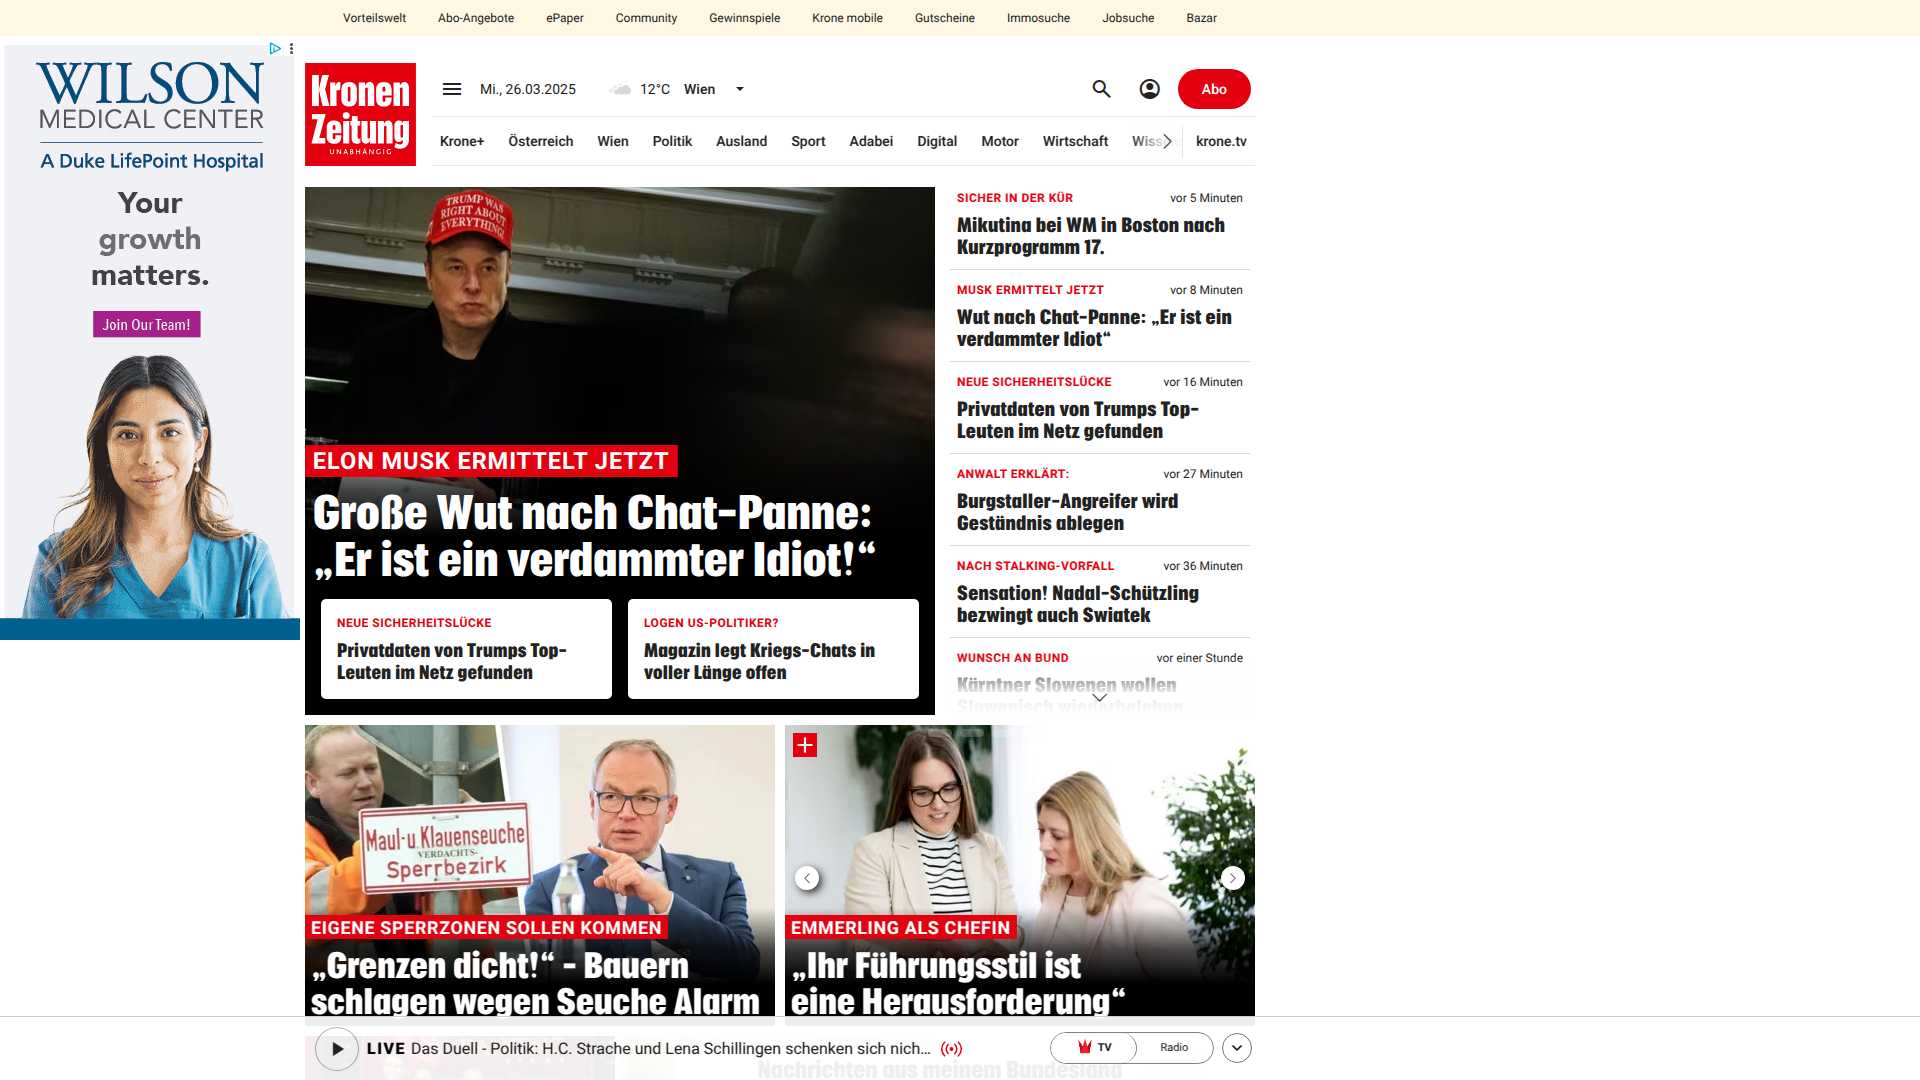 Vorteilswelt
Abo-Angebote
ePaper
Community
Gewinnspiele
Krone mobile
Gutscheine
Immosuche
Jobsuche
Bazar
WILSON
MEDICAL CENTER
A Duke LifePoint Hospital
Your
growth
matters.
Join Our Team!
Kronen
Zeitung
UNABHÄNGIG
Mi., 26.03.2025
12°C
Wien
Abo
Krone+
Österreich
Wien
Politik
Ausland
Sport
Adabei
Digital
Motor
Wirtschaft
Wiss
krone.tv
TRUMP WAS
RIGHT ABOUT
EVERYTHING!
ELON MUSK ERMITTELT JETZT
Große Wut nach Chat-Panne:
„Er ist ein verdammter Idiot!“
NEUE SICHERHEITSLÜCKE
Privatdaten von Trumps Top-
Leuten im Netz gefunden
LOGEN US-POLITIKER?
Magazin legt Kriegs-Chats in
voller Länge offen
SICHER IN DER KÜR
vor 5 Minuten
Mikutina bei WM in Boston nach
Kurzprogramm 17.
MUSK ERMITTELT JETZT
vor 8 Minuten
Wut nach Chat-Panne: „Er ist ein
verdammter Idiot“
NEUE SICHERHEITSLÜCKE
vor 16 Minuten
Privatdaten von Trumps Top-
Leuten im Netz gefunden
ANWALT ERKLÄRT:
vor 27 Minuten
Burgstaller-Angreifer wird
Geständnis ablegen
NACH STALKING-VORFALL
vor 36 Minuten
Sensation! Nadal-Schützling
bezwingt auch Swiatek
WUNSCH AN BUND
vor einer Stunde
Kärntner Slowenen wollen
Slowenisch wiederbeleben
Maul-u.Klauenseuche
VERDACHTS-
Sperrbezirk
EIGENE SPERRZONEN SOLLEN KOMMEN
„Grenzen dicht!“ - Bauern
schlagen wegen Seuche Alarm
EMMERLING ALS CHEFIN
„Ihr Führungsstil ist
eine Herausforderung“
LIVE Das Duell - Politik: H.C. Strache und Lena Schillingen schenken sich nich...
TV
Radio
Nachrichten aus meinem Bundesland